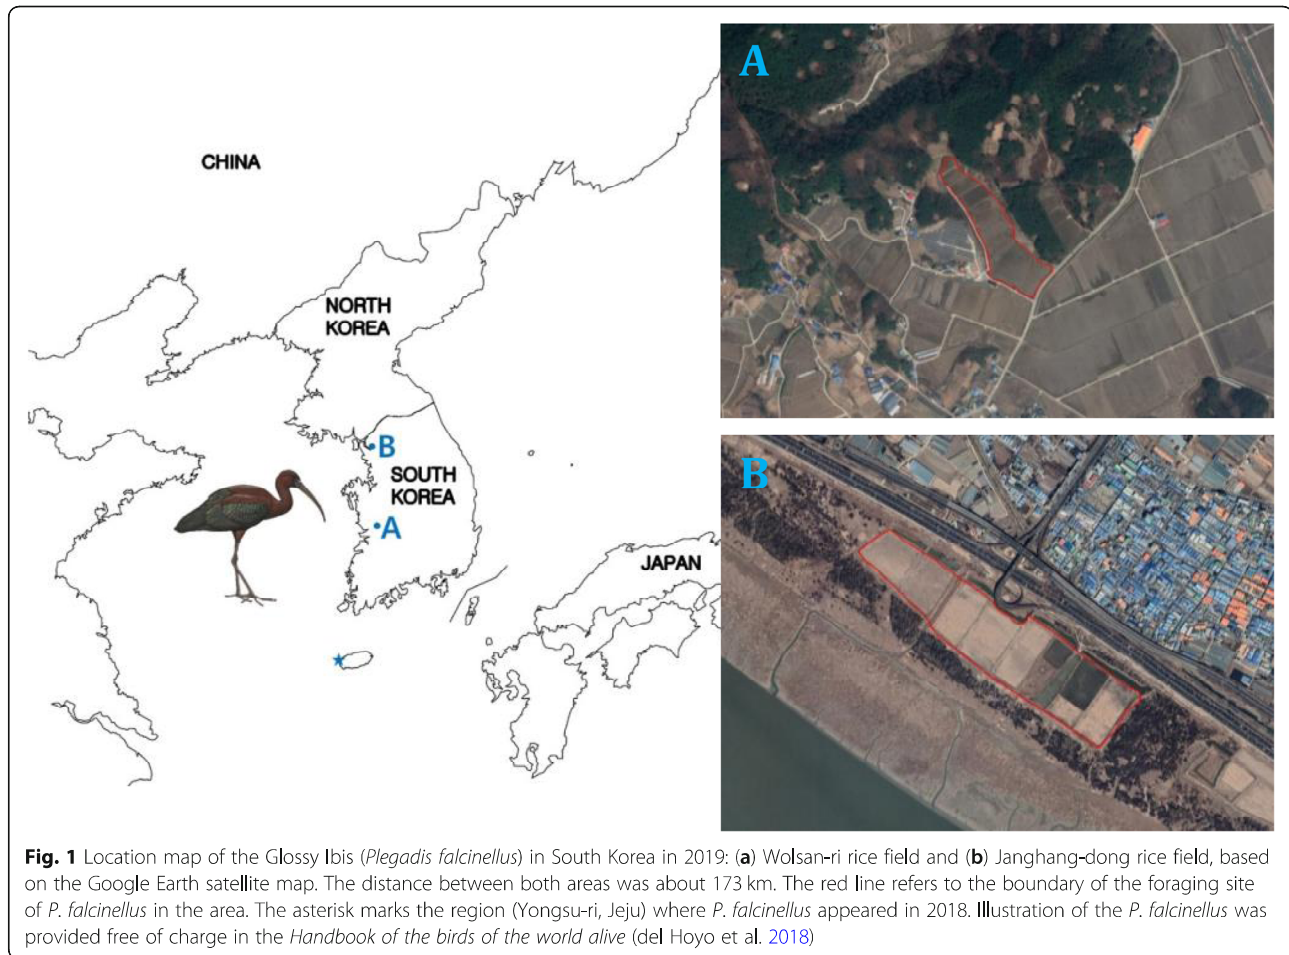 CHINA
NORTH
KOREA
B
SOUTH
KOREA
A
JAPAN
A
B
Fig. 1 Location map of the Glossy Ibis (Plegadis falcinellus) in South Korea in 2019: (a) Wolsan-ri rice field and (b) Janghang-dong rice field, based
on the Google Earth satellite map. The distance between both areas was about 173 km. The red line refers to the boundary of the foraging site
of P. falcinellus in the area. The asterisk marks the region (Yongsu-ri, Jeju) where P. falcinellus appeared in 2018. Illustration of the P. falcinellus was
provided free of charge in the Handbook of the birds of the world alive (del Hoyo et al. 2018)